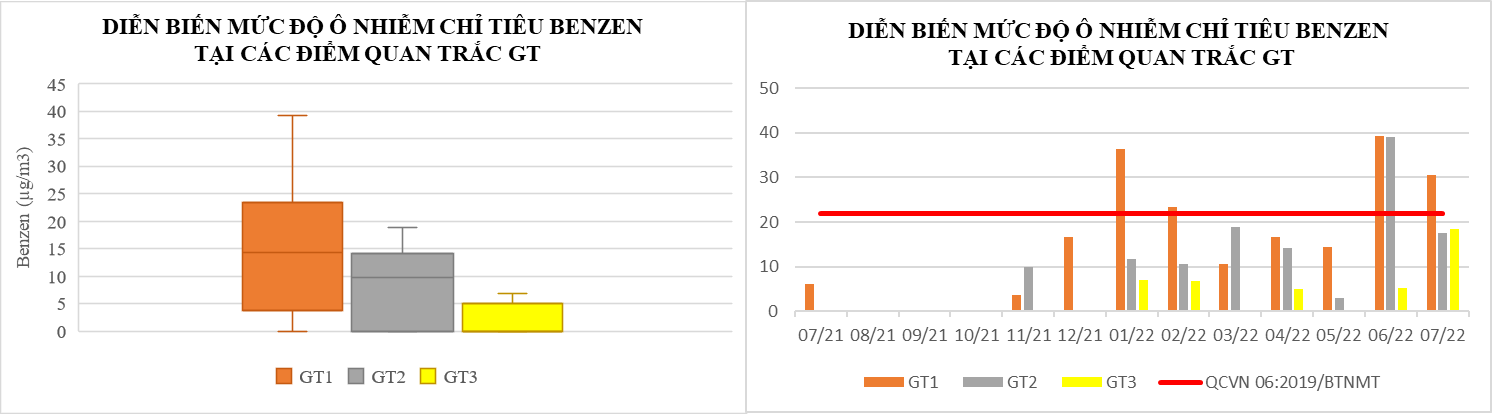 DIỄN BIẾN MỨC ĐỘ Ô NHIỄM CHỈ TIÊU BENZEN
TẠI CÁC ĐIỂM QUAN TRẮC GT
45
40
35
30
25
20
15
10
5
0
Benzen (µg/m3)
GT1 GT2 GT3
DIỄN BIẾN MỨC ĐỘ Ô NHIỄM CHỈ TIÊU BENZEN
TẠI CÁC ĐIỂM QUAN TRẮC GT
50
40
30
20
10
0
07/21 08/21 09/21 10/21 11/21 12/21 01/22 02/22 03/22 04/22 05/22 06/22 07/22
GT1 GT2 GT3 QCVN 06:2019/BTNMT